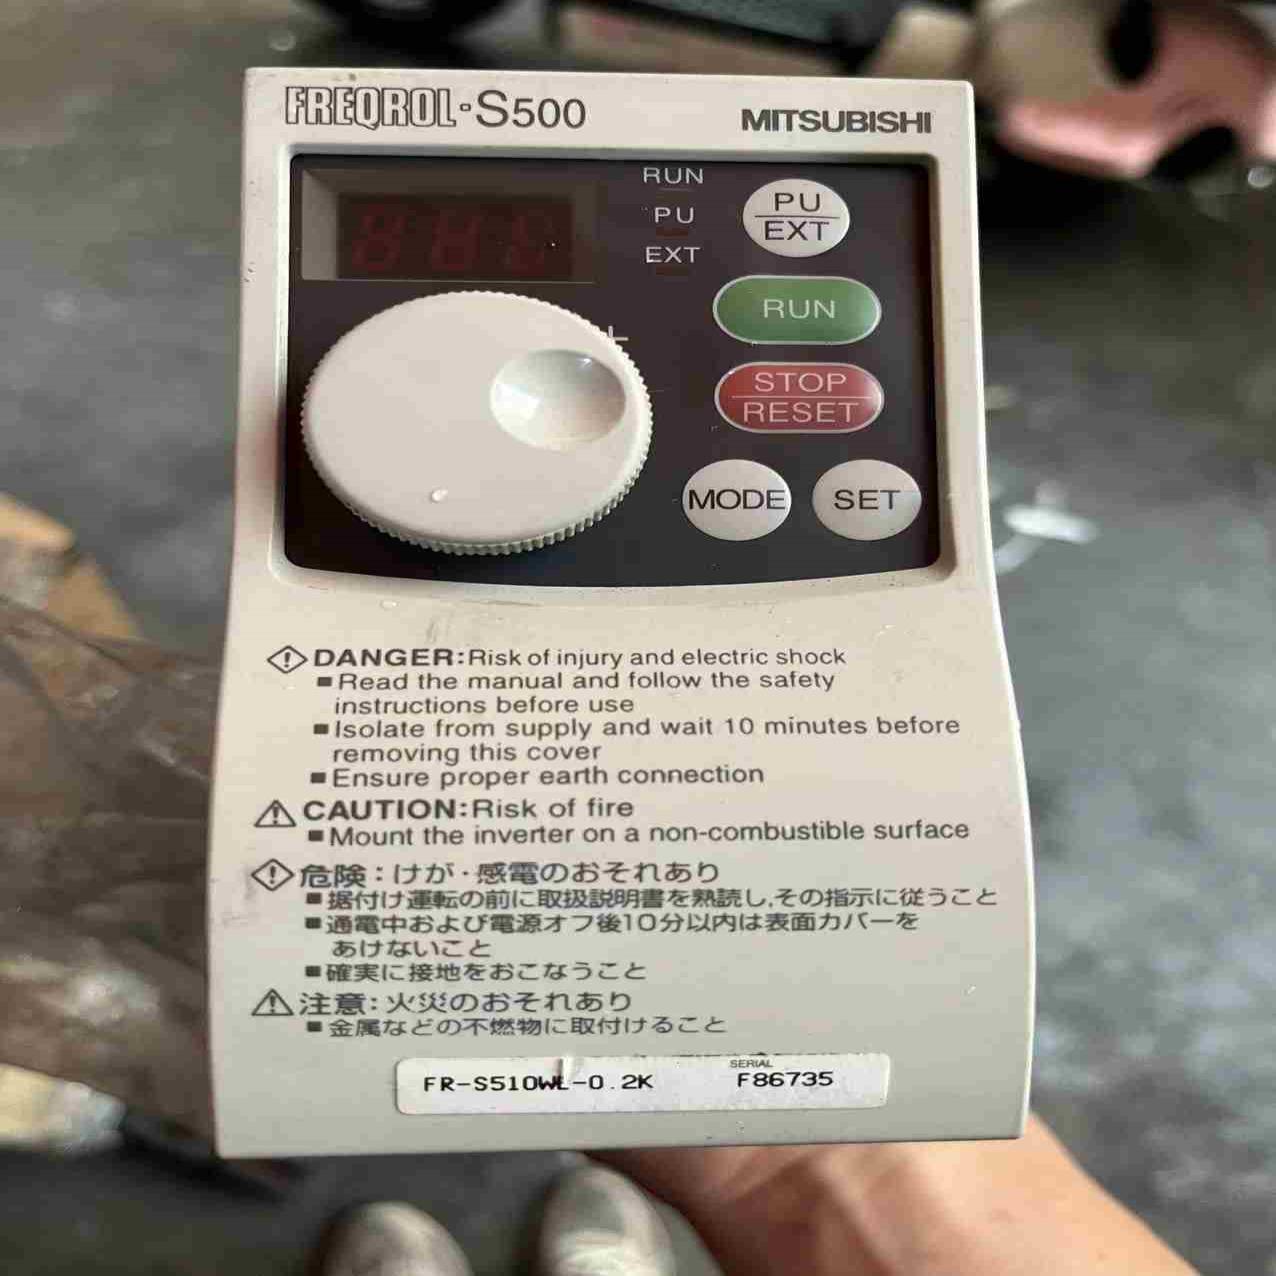 FREQROL-S500
MITSUBISHI
RUN
PU
EXT
PU
EXT
RUN
STOP
RESET
MODE
SET
DANGER:Risk of injury and electric shock
■Read the manual and follow the safety
instructions before use
■Isolate from supply and wait 10 minutes before
removing this cover
■Ensure proper earth connection
CAUTION:Risk of fire
■Mount the inverter on a non-combustible surface
危険：けが・感電のおそれあり
■据付け運転の前に取扱説明書を熟読し,その指示に従うこと
■通電中および電源オフ後10分以内は表面カバーを
あけないこと
■確実に接地をおこなうこと
注意：火災のおそれあり
■金属などの不燃物に取付けること
FR-S510WE-0.2K
SERIAL
F86735